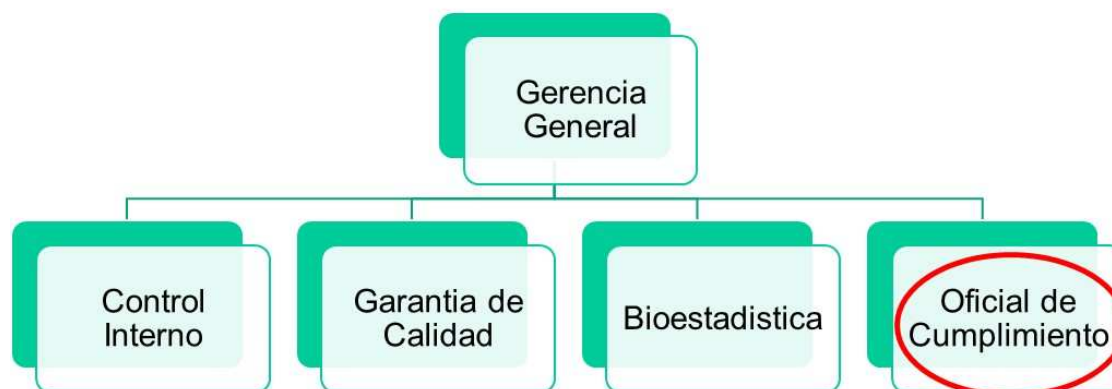 Gerencia
General
Control
Interno
Garantia de
Calidad
Bioestadistica
Oficial de
Cumplimiento